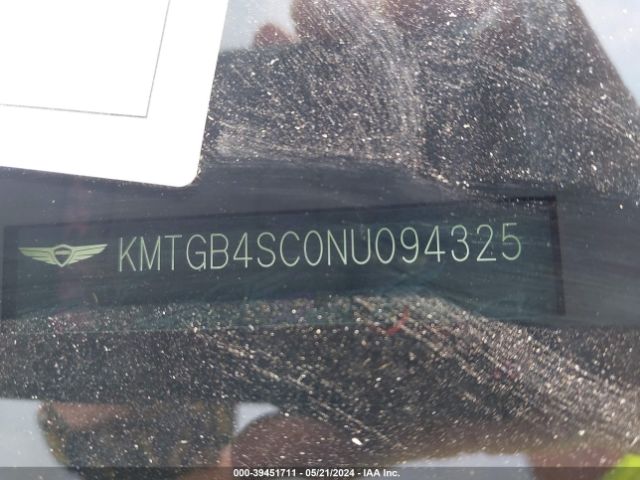 KMTGB4SC0NU094325
000-39451711 - 05/21/2024 - IAA Inc.